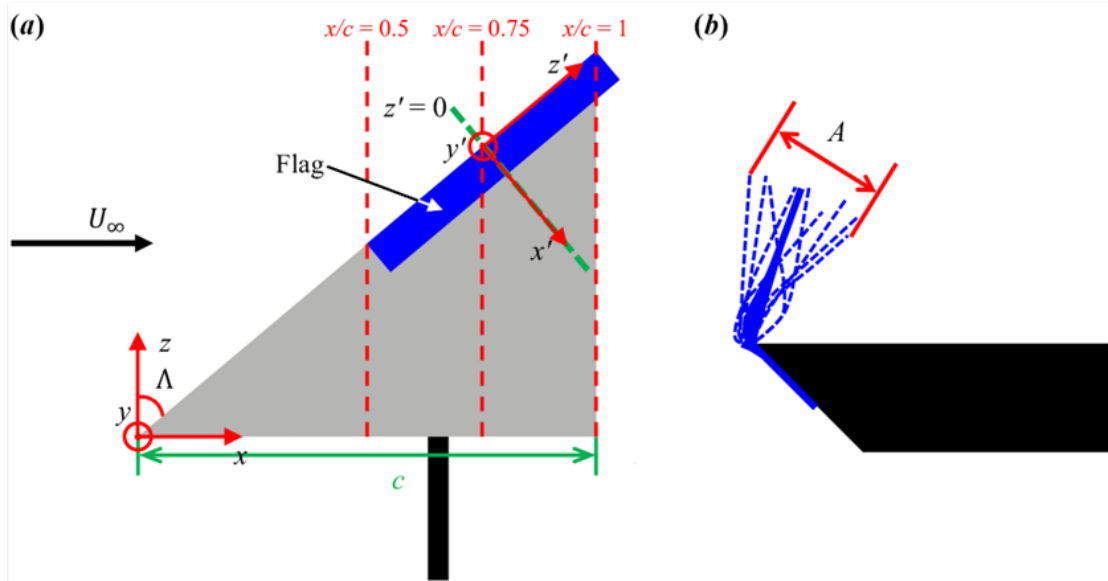 (a)
x/c = 0.5
x/c = 0.75
x/c = 1
z′
z′ = 0
y′
Flag
x′
U∞
z
Λ
y
x
c
(b)
A